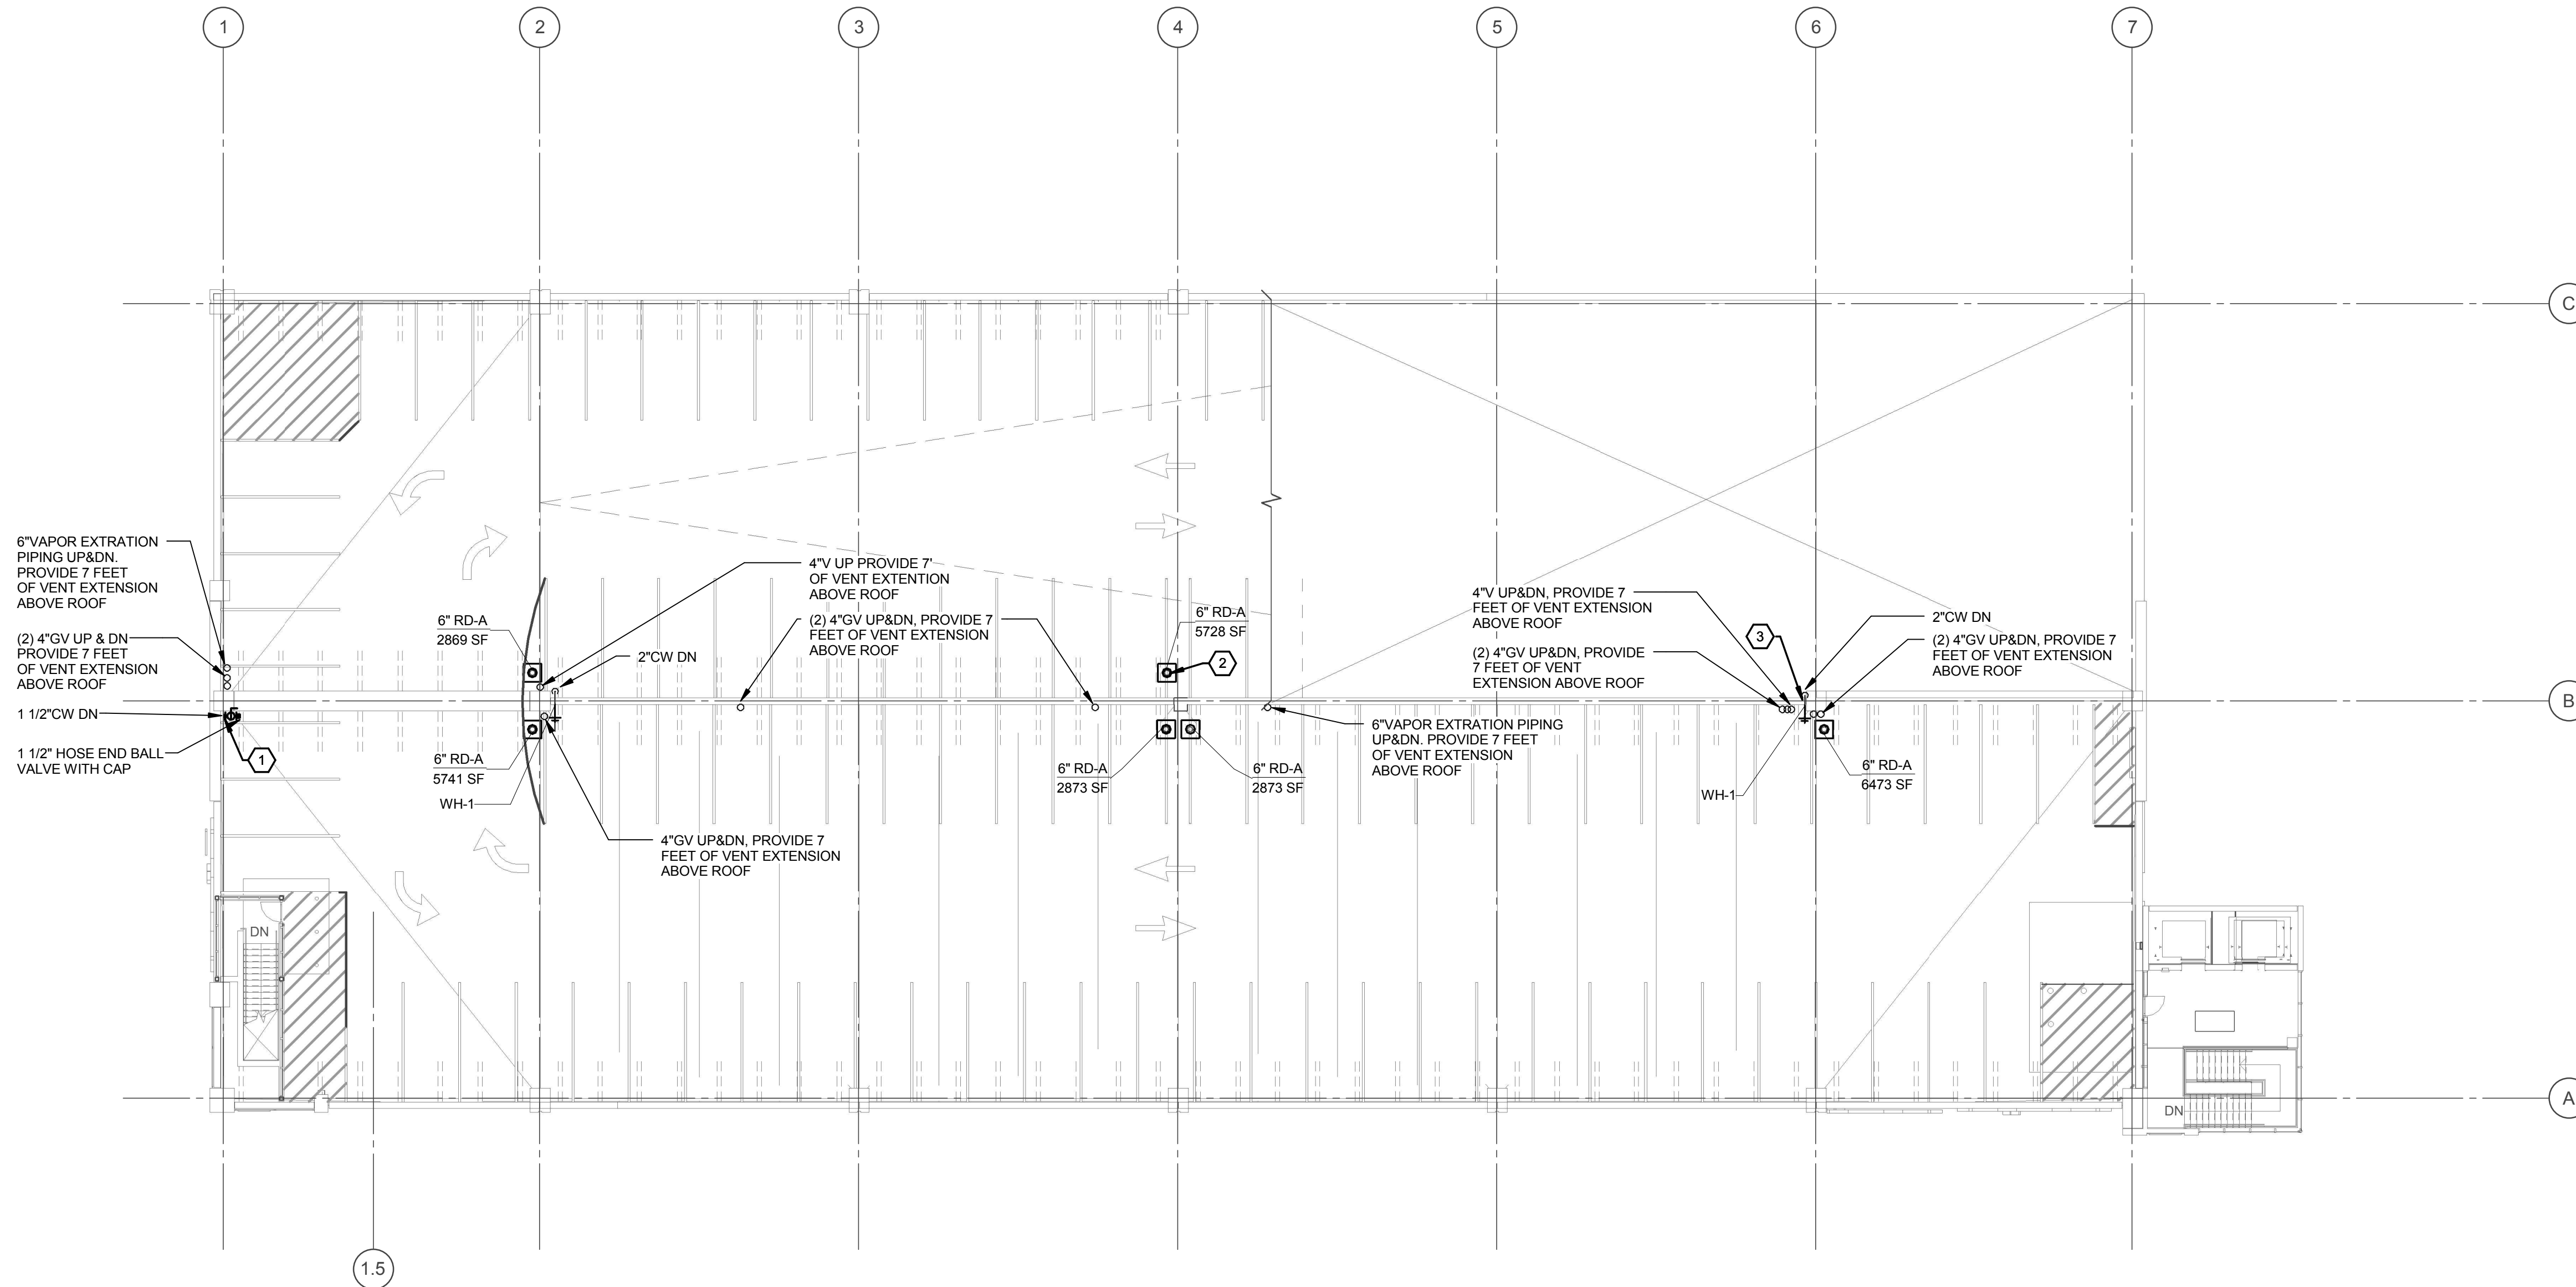 1
2
3
4
5
6
7
C
6"VAPOR EXTRATION
PIPING UP&DN.
PROVIDE 7 FEET
OF VENT EXTENSION
ABOVE ROOF
(2) 4"GV UP & DN
PROVIDE 7 FEET
OF VENT EXTENSION
ABOVE ROOF
1 1/2"CW DN
1 1/2" HOSE END BALL
VALVE WITH CAP
1
6" RD-A
2869 SF
6" RD-A
5741 SF
WH-1
4"V UP PROVIDE 7'
OF VENT EXTENTION
ABOVE ROOF
(2) 4"GV UP&DN, PROVIDE 7
FEET OF VENT EXTENSION
ABOVE ROOF
2"CW DN
4"GV UP&DN, PROVIDE 7
FEET OF VENT EXTENSION
ABOVE ROOF
6" RD-A
5728 SF
2
6" RD-A
2873 SF
6" RD-A
2873 SF
6"VAPOR EXTRATION PIPING
UP&DN. PROVIDE 7 FEET
OF VENT EXTENSION
ABOVE ROOF
4"V UP&DN, PROVIDE 7
FEET OF VENT EXTENSION
ABOVE ROOF
(2) 4"GV UP&DN, PROVIDE
7 FEET OF VENT
EXTENSION ABOVE ROOF
3
2"CW DN
(2) 4"GV UP&DN, PROVIDE 7
FEET OF VENT EXTENSION
ABOVE ROOF
WH-1
6" RD-A
6473 SF
B
DN
DN
A
1.5